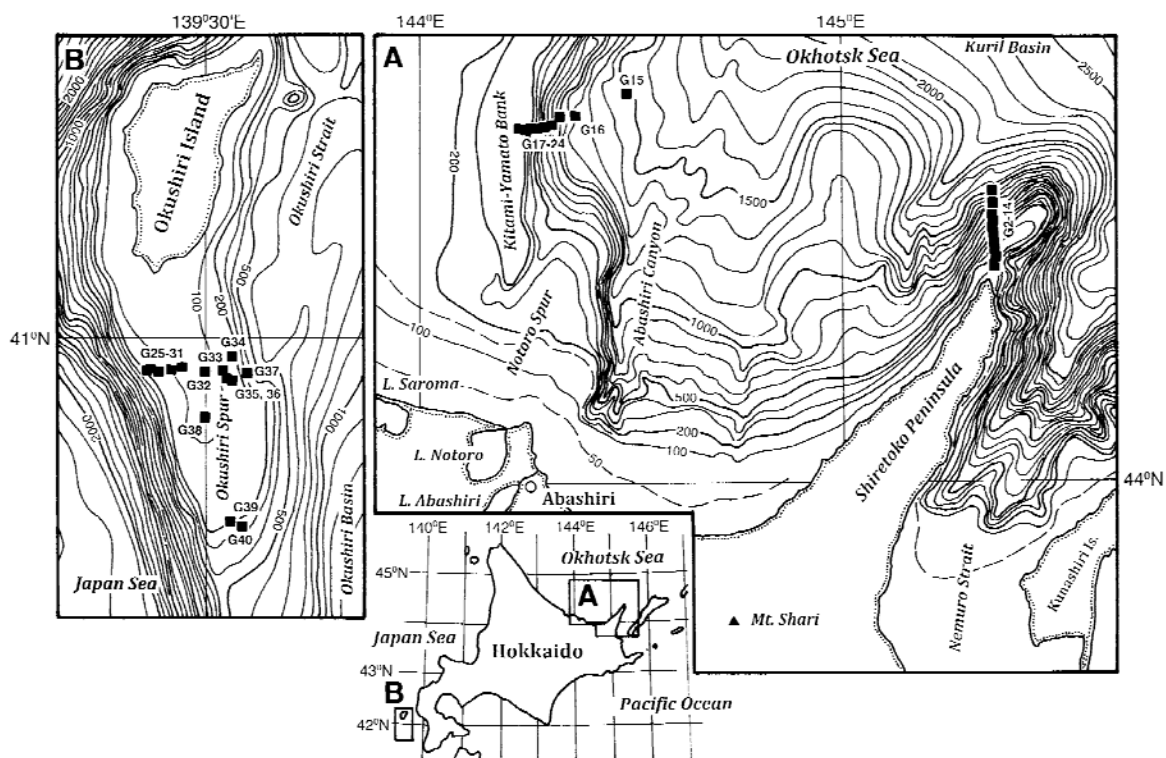 139°30'E
B
2000
1000
Okushiri Island
Okushiri Strait
500
100
200
41°N
G25-31
G33
G34
G32
G37
G35, 36
G38
Okushiri Spur
2000
1000
G39
G40
500
Okushiri Basin
Japan Sea
144°E
145°E
A
Okhotsk Sea
Kuril Basin
2500
2000
G15
G16
G17-24
200
Kitami-Yamato Bank
1500
G2-14
Abashiri Canyon
Notoro Spur
1000
100
L. Saroma
500
200
100
50
L. Notoro
L. Abashiri
Abashiri
Shiretoko Peninsula
44°N
Nemuro Strait
Kunashiri Is.
Mt. Shari
140°E
142°E
144°E
146°E
Okhotsk Sea
45°N
A
Japan Sea
Hokkaido
43°N
B
Pacific Ocean
42°N